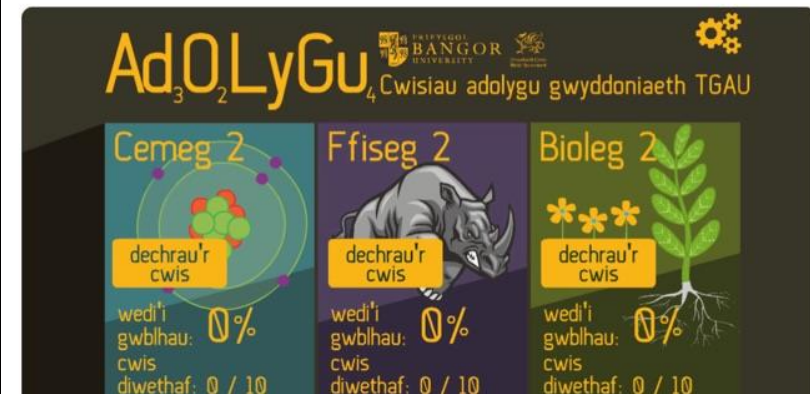 Ad₃O₂LyGu₄
PRIFYSGOL
BANGOR
UNIVERSITY
Cwisiau adolygu gwyddoniaeth TGAU
Cemeg 2
dechrau'r
cwis
wedi'i
gwblhau: 0%
cwis
diwethaf: 0 / 10
Ffiseg 2
dechrau'r
cwis
wedi'i
gwblhau: 0%
cwis
diwethaf: 0 / 10
Bioleg 2
dechrau'r
cwis
wedi'i
gwblhau: 0%
cwis
diwethaf: 0 / 10